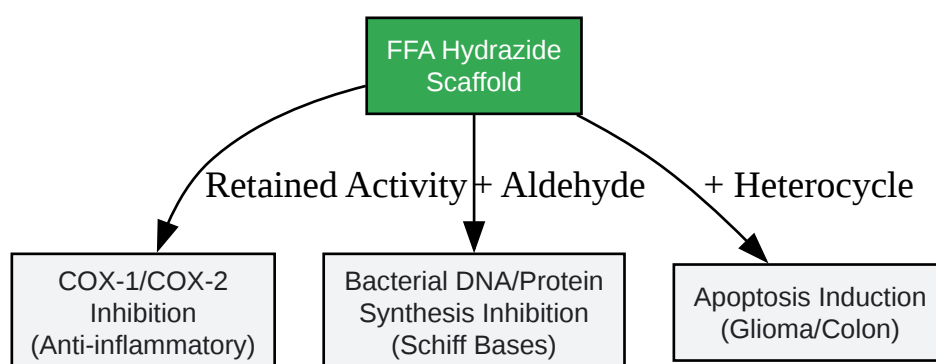 FFA Hydrazide
Scaffold
Retained Activity
+ Aldehyde
+ Heterocycle
COX-1/COX-2
Inhibition
(Anti-inflammatory)
Bacterial DNA/Protein
Synthesis Inhibition
(Schiff Bases)
Apoptosis Induction
(Glioma/Colon)